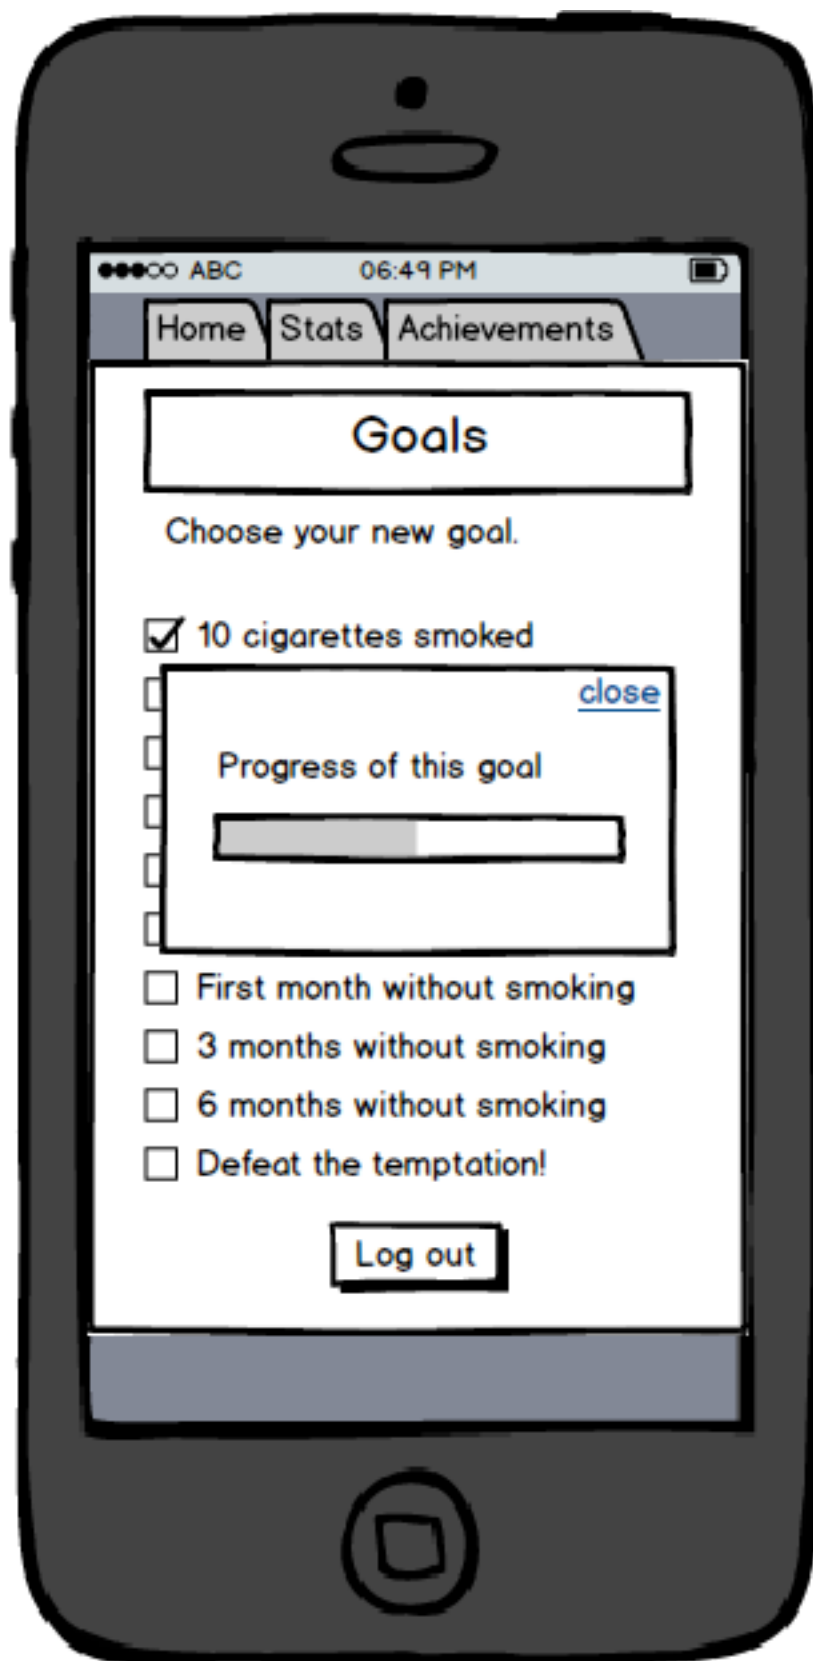 ABC 06:49 PM
Home Stats Achievements
Goals
Choose your new goal.
10 cigarettes smoked
close
Progress of this goal
First month without smoking
3 months without smoking
6 months without smoking
Defeat the temptation!
Log out